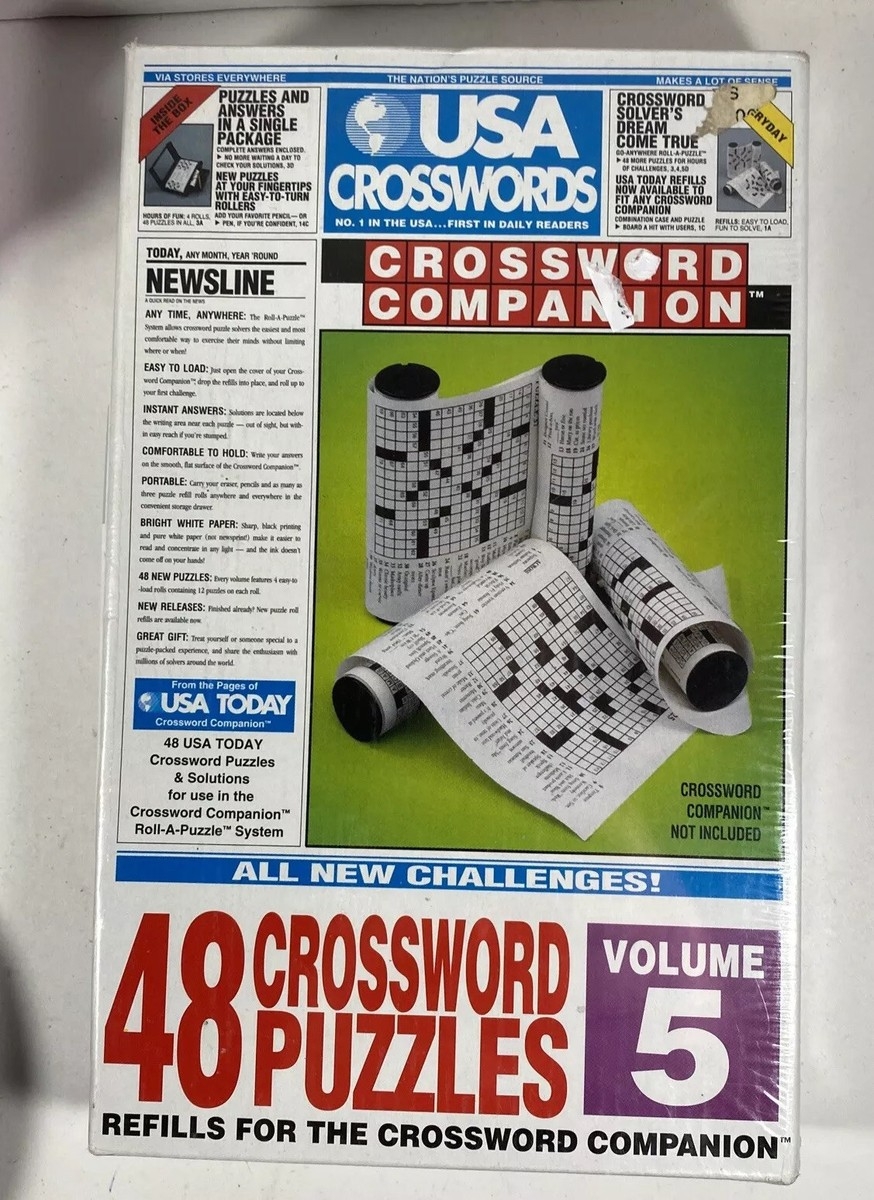 VIA STORES EVERYWHERE
THE NATION'S PUZZLE SOURCE
MAKES A LOT OF SENSE
INSIDE
THE BOX
PUZZLES AND
ANSWERS
IN A SINGLE
PACKAGE
COMPLETE ANSWERS ENCLOSED.
▶ NO MORE WAITING A DAY TO
CHECK YOUR SOLUTIONS, 3D
NEW PUZZLES
AT YOUR FINGERTIPS
WITH EASY-TO-TURN
ROLLERS
HOURS OF FUN: 4 ROLLS,
48 PUZZLES IN ALL, 3A
ADD YOUR FAVORITE PENCIL— OR
▶ PEN, IF YOU'RE CONFIDENT, 14C
USA
CROSSWORDS
NO. 1 IN THE USA...FIRST IN DAILY READERS
CROSSWORD
SOLVER'S
DREAM
COME TRUE
GO-ANYWHERE ROLL-A-PUZZLE™
▶ 48 MORE PUZZLES FOR HOURS
OF CHALLENGES, 3,4,5D
USA TODAY REFILLS
NOW AVAILABLE TO
FIT ANY CROSSWORD
COMPANION
COMBINATION CASE AND PUZZLE
▶ BOARD A HIT WITH USERS, 1C
REFILLS: EASY TO LOAD,
FUN TO SOLVE, 1A
TODAY, ANY MONTH, YEAR 'ROUND
NEWSLINE
A QUICK READ ON THE NEWS
ANY TIME, ANYWHERE: The Roll-A-Puzzle™
System allows crossword puzzle solvers the easiest and most
comfortable way to exercise their minds without limiting
where or when!
EASY TO LOAD: Just open the cover of your Cross-
word Companion™, drop the refills into place, and roll up to
your first challenge.
INSTANT ANSWERS: Solutions are located below
the writing area near each puzzle — out of sight, but with-
in easy reach if you're stumped.
COMFORTABLE TO HOLD: Write your answers
on the smooth, flat surface of the Crossword Companion™.
PORTABLE: Carry your eraser, pencils and as many as
three puzzle refill rolls anywhere and everywhere in the
convenient storage drawer.
BRIGHT WHITE PAPER: Sharp, black printing
and pure white paper (not newsprint!) make it easier to
read and concentrate in any light — and the ink doesn't
come off on your hands!
48 NEW PUZZLES: Every volume features 4 easy-to
-load rolls containing 12 puzzles on each roll.
NEW RELEASES: Finished already? New puzzle roll
refills are available now.
GREAT GIFT: Treat yourself or someone special to a
puzzle-packed experience, and share the enthusiasm with
millions of solvers around the world.
From the Pages of
USA TODAY
Crossword Companion™
48 USA TODAY
Crossword Puzzles
& Solutions
for use in the
Crossword Companion™
Roll-A-Puzzle™ System
CROSSWORD
COMPANION™
CROSSWORD
COMPANION™
NOT INCLUDED
ALL NEW CHALLENGES!
48 CROSSWORD
PUZZLES
VOLUME
5
REFILLS FOR THE CROSSWORD COMPANION™